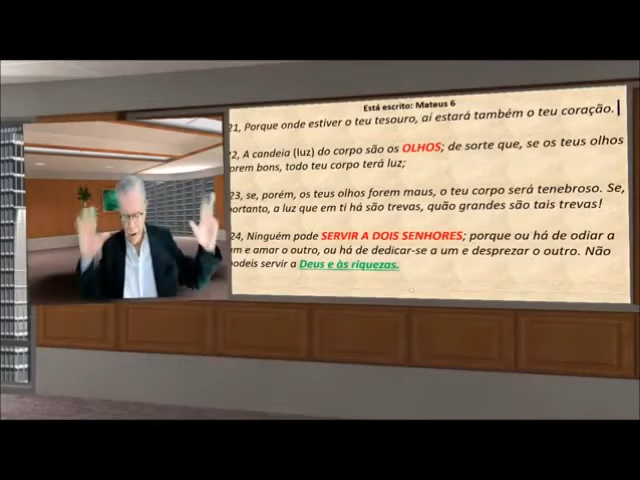 Está escrito: Mateus 6
21, Porque onde estiver o teu tesouro, aí estará também o teu coração.
2, A candeia (luz) do corpo são os OLHOS; de sorte que, se os teus olhos
orem bons, todo teu corpo terá luz;
23, se, porém, os teus olhos forem maus, o teu corpo será tenebroso. Se,
ortanto, a luz que em ti há são trevas, quão grandes são tais trevas!
24, Ninguém pode SERVIR A DOIS SENHORES; porque ou há de odiar a
m e amar o outro, ou há de dedicar-se a um e desprezar o outro. Não
odeis servir a Deus e às riquezas.